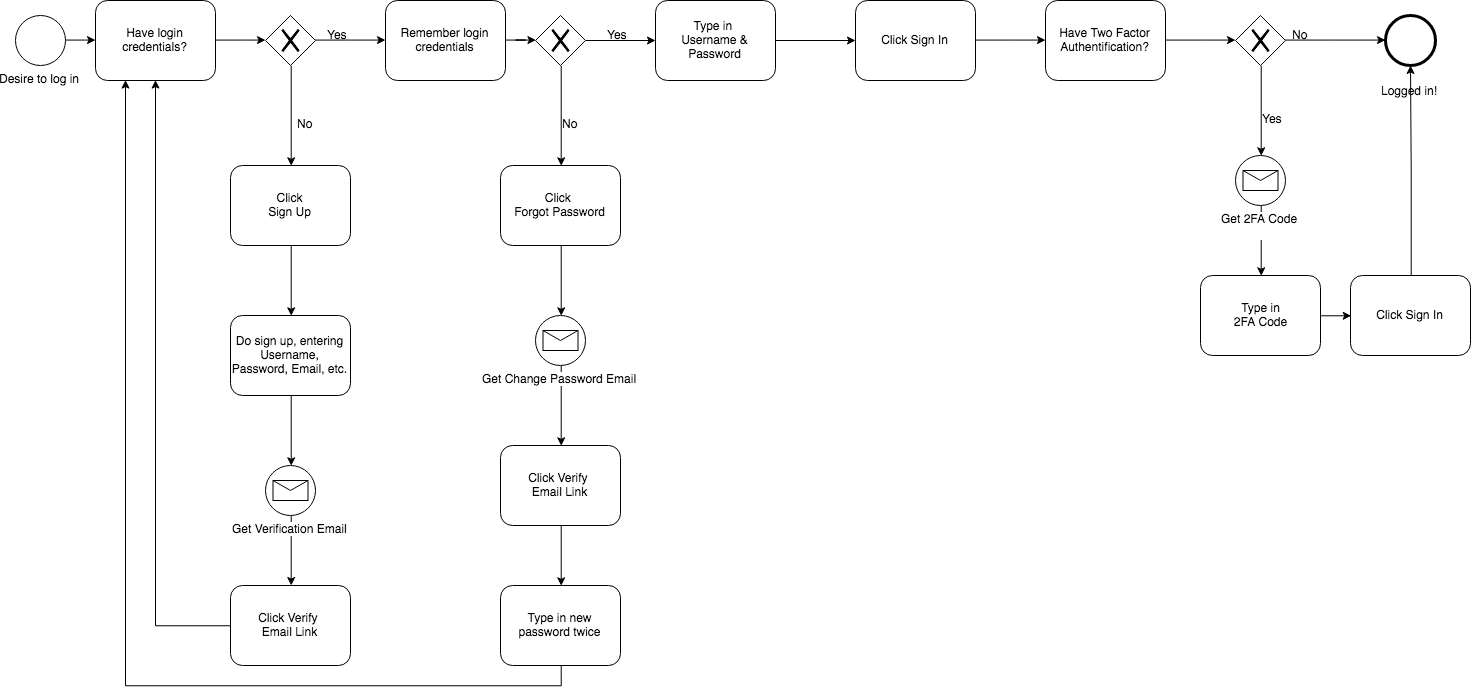 Desire to log in
Have login
credentials?
Yes
No
Remember login
credentials
Yes
No
Type in
Username &
Password
Click Sign In
Have Two Factor
Authentification?
No
Yes
Logged in!
Click
Sign Up
Do sign up, entering
Username,
Password, Email, etc.
Get Verification Email
Click Verify
Email Link
Click
Forgot Password
Get Change Password Email
Click Verify
Email Link
Type in new
password twice
Get 2FA Code
Type in
2FA Code
Click Sign In